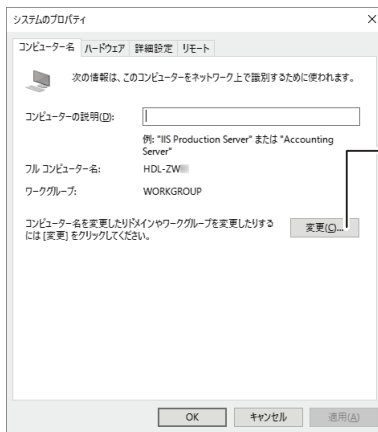 システムのプロパティ
コンピューター名 ハードウェア 詳細設定 リモート
次の情報は、このコンピューターをネットワーク上で識別するために使われます。
コンピューターの説明(D):
例: "IIS Production Server" または "Accounting
Server"
フル コンピューター名: HDL-ZW
ワークグループ: WORKGROUP
コンピューター名を変更したりドメインやワークグループを変更したりする
には [変更] をクリックしてください。
変更(C)...
OK キャンセル 適用(A)